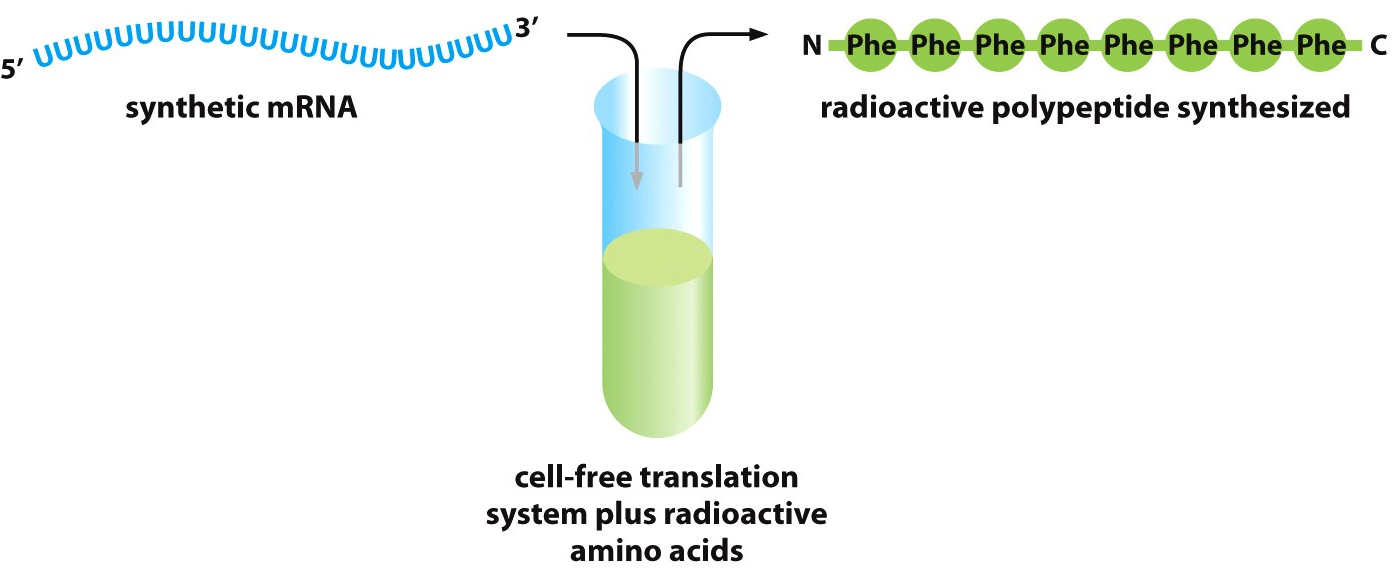 5′ UUUUUUUUUUUUUUUUUUUUUUUU 3′
synthetic mRNA
N Phe Phe Phe Phe Phe Phe Phe Phe C
radioactive polypeptide synthesized
cell-free translation
system plus radioactive
amino acids